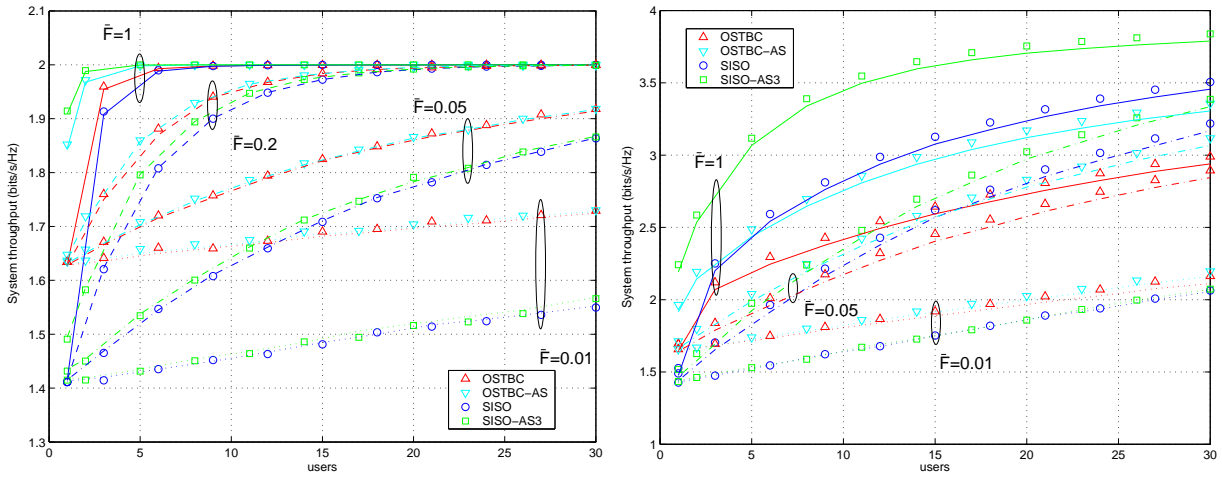 2.1
2
1.9
1.8
1.7
1.6
1.5
1.4
1.3
System throughput (bits/s/Hz)
0 5 10 15 20 25 30
users
F̄=1
F̄=0.2
F̄=0.05
F̄=0.01
OSTBC
OSTBC−AS
SISO
SISO−AS3
4
3.5
3
2.5
2
1.5
1
System throughput (bits/s/Hz)
0 5 10 15 20 25 30
users
OSTBC
OSTBC−AS
SISO
SISO−AS3
F̄=1
F̄=0.05
F̄=0.01